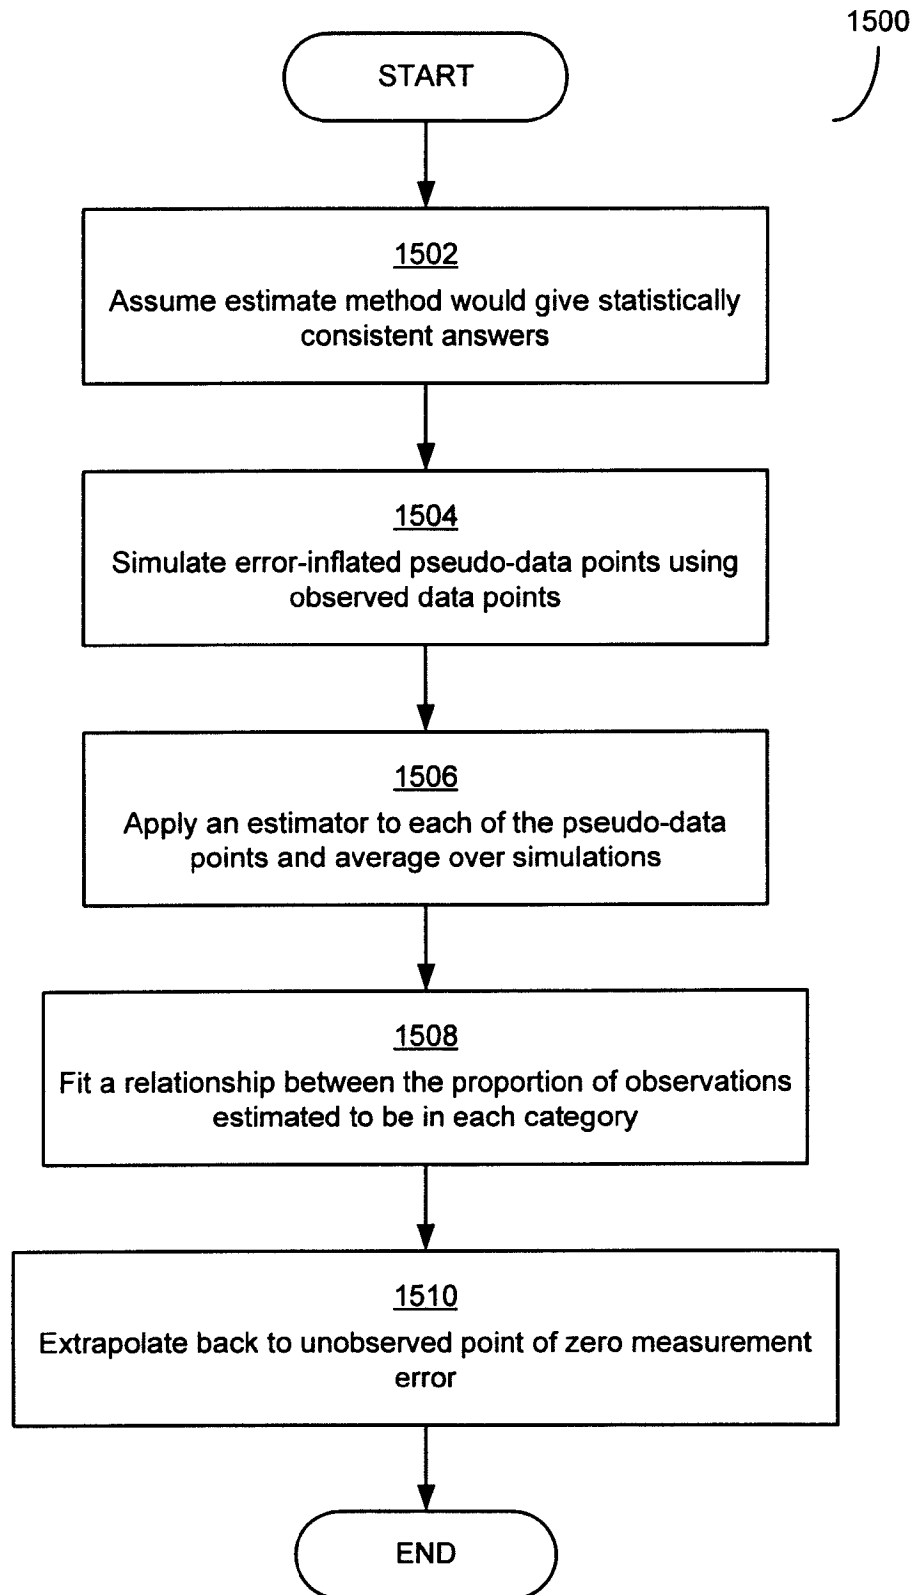 1500
START
1502
Assume estimate method would give statistically
consistent answers
1504
Simulate error-inflated pseudo-data points using
observed data points
1506
Apply an estimator to each of the pseudo-data
points and average over simulations
1508
Fit a relationship between the proportion of observations
estimated to be in each category
1510
Extrapolate back to unobserved point of zero measurement
error
END